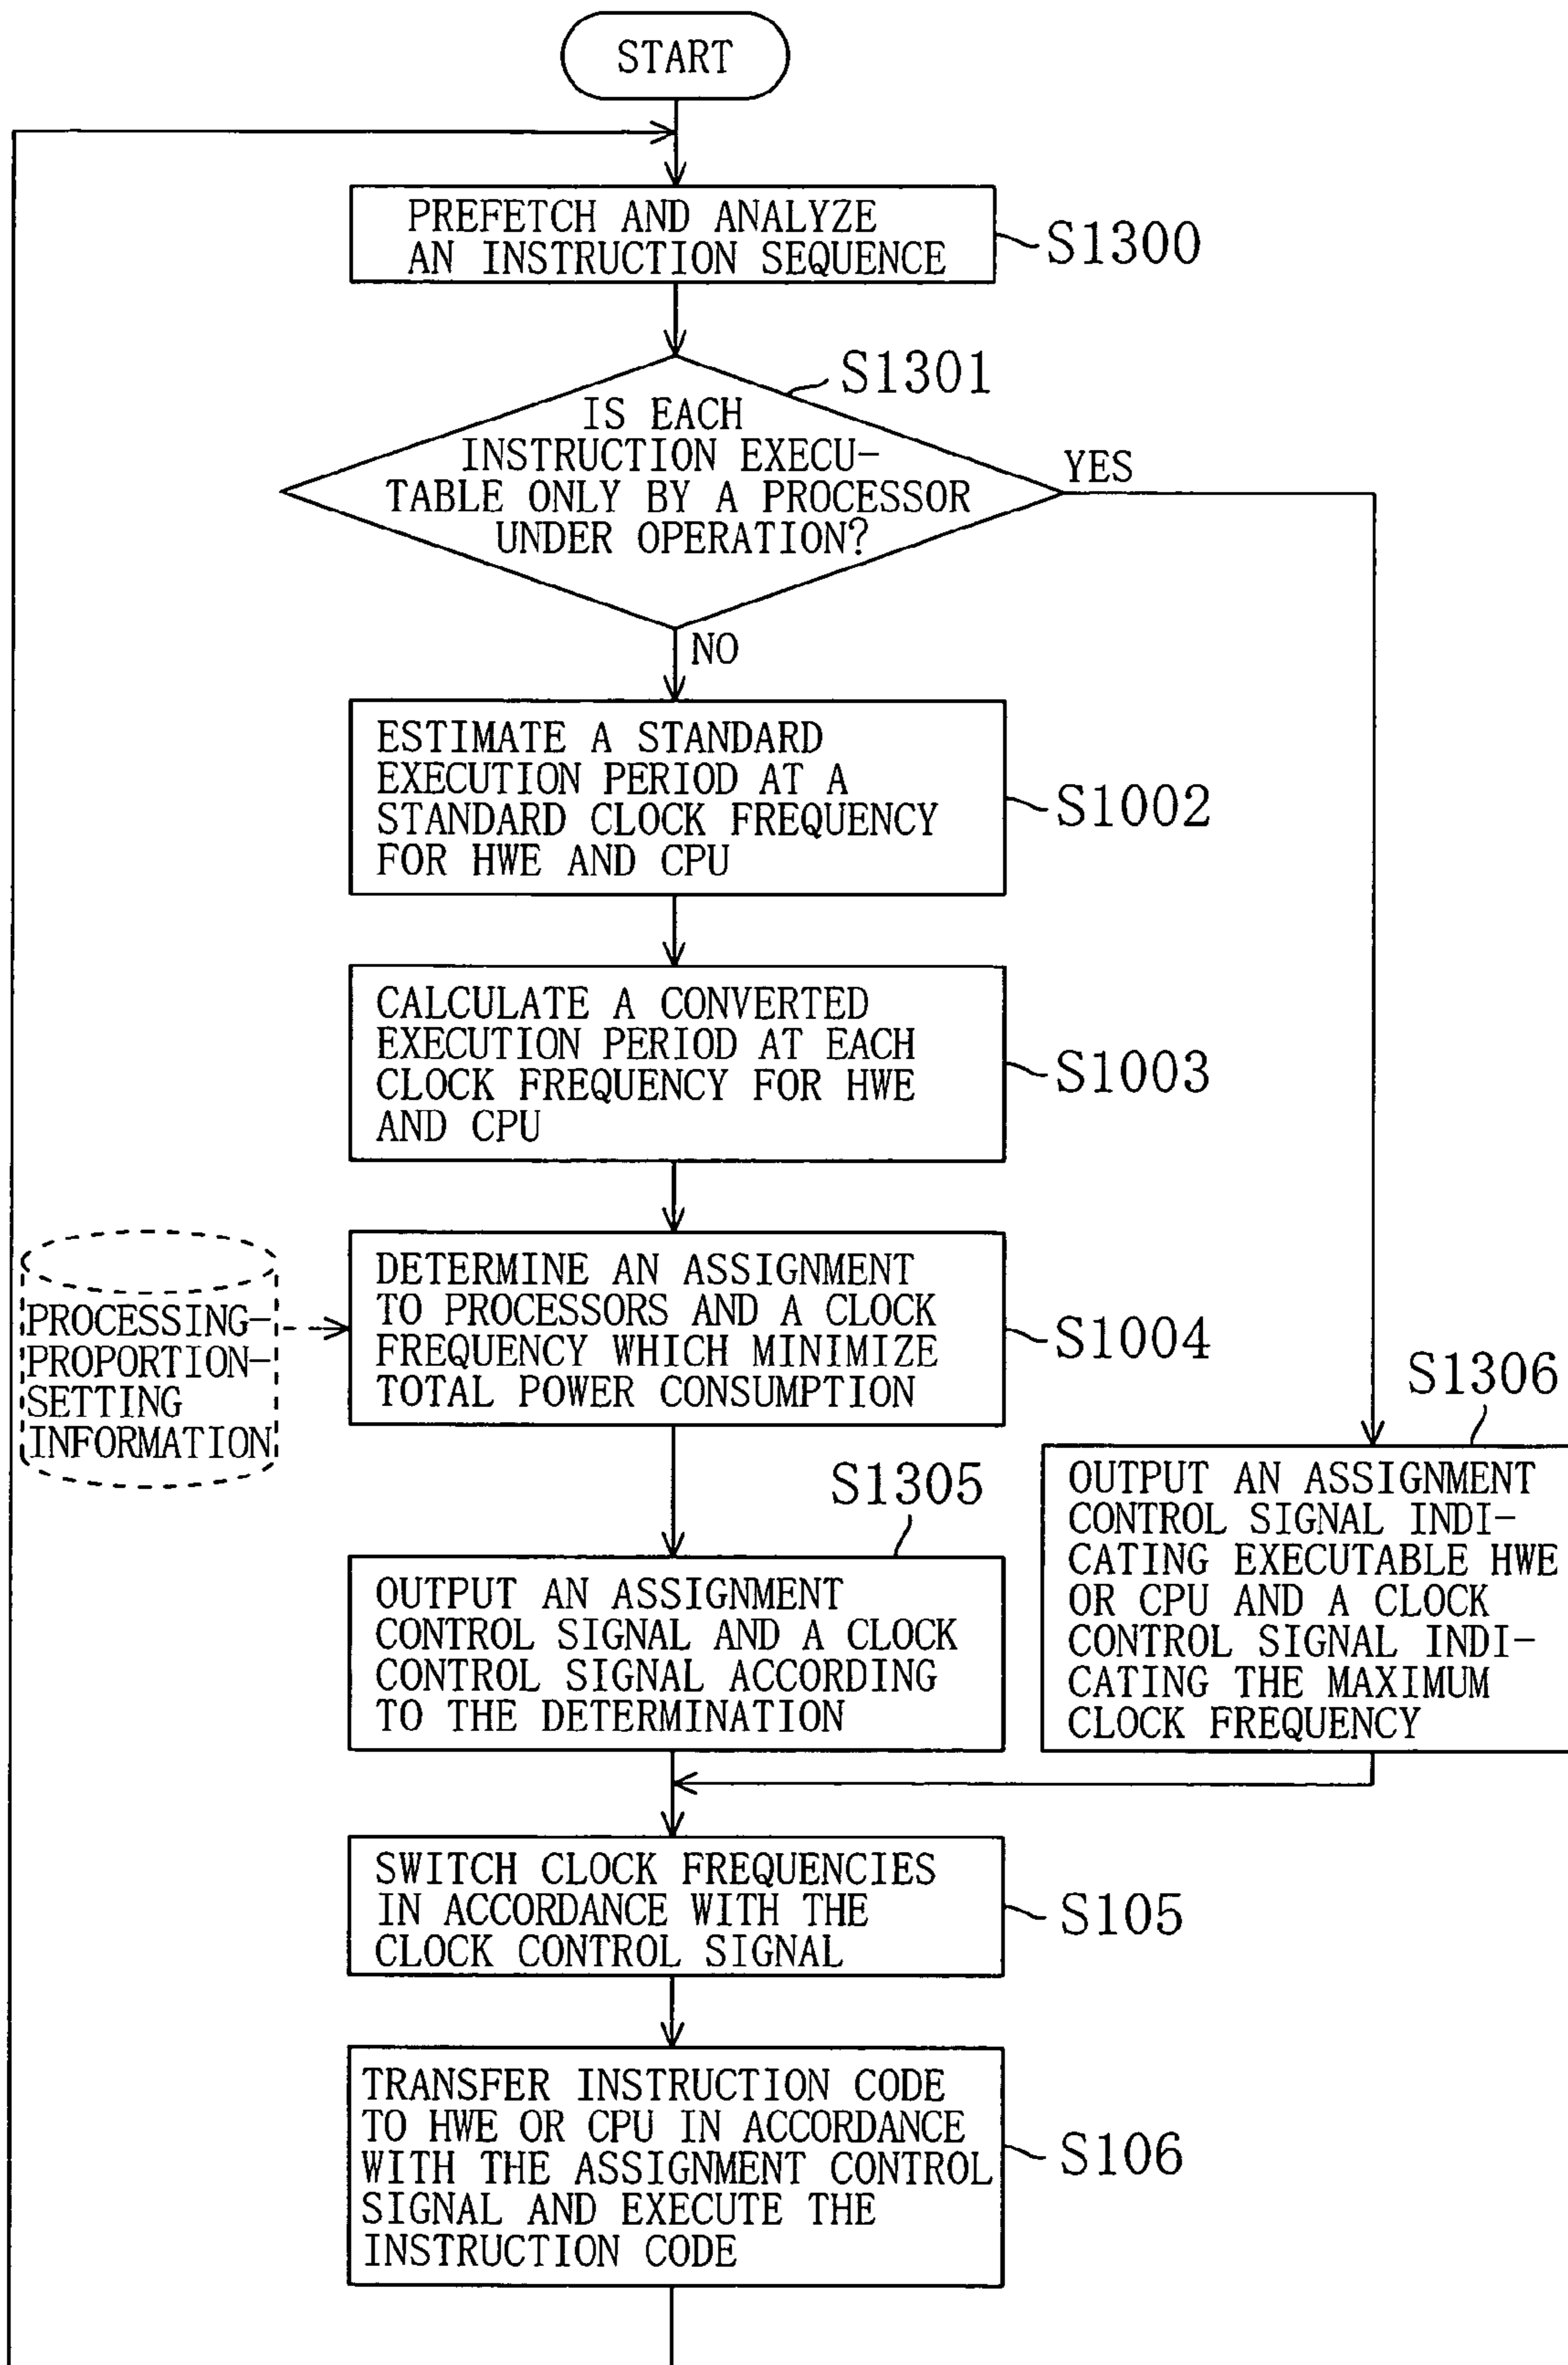 START
PREFETCH AND ANALYZE
AN INSTRUCTION SEQUENCE
S1300
S1301
IS EACH
INSTRUCTION EXECU-
TABLE ONLY BY A PROCESSOR
UNDER OPERATION?
YES
NO
ESTIMATE A STANDARD
EXECUTION PERIOD AT A
STANDARD CLOCK FREQUENCY
FOR HWE AND CPU
S1002
CALCULATE A CONVERTED
EXECUTION PERIOD AT EACH
CLOCK FREQUENCY FOR HWE
AND CPU
S1003
PROCESSING-
PROPORTION-
SETTING
INFORMATION
DETERMINE AN ASSIGNMENT
TO PROCESSORS AND A CLOCK
FREQUENCY WHICH MINIMIZE
TOTAL POWER CONSUMPTION
S1004
S1306
OUTPUT AN ASSIGNMENT
CONTROL SIGNAL INDI-
CATING EXECUTABLE HWE
OR CPU AND A CLOCK
CONTROL SIGNAL INDI-
CATING THE MAXIMUM
CLOCK FREQUENCY
S1305
OUTPUT AN ASSIGNMENT
CONTROL SIGNAL AND A CLOCK
CONTROL SIGNAL ACCORDING
TO THE DETERMINATION
SWITCH CLOCK FREQUENCIES
IN ACCORDANCE WITH THE
CLOCK CONTROL SIGNAL
S105
TRANSFER INSTRUCTION CODE
TO HWE OR CPU IN ACCORDANCE
WITH THE ASSIGNMENT CONTROL
SIGNAL AND EXECUTE THE
INSTRUCTION CODE
S106